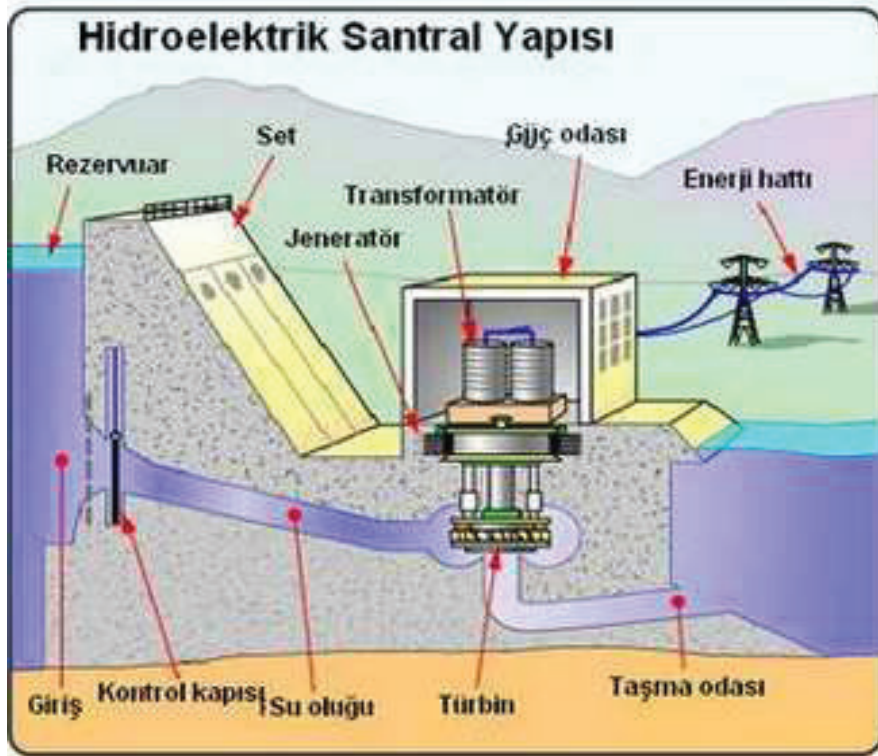 Hidroelektrik Santral Yapısı
Set
Güç odası
Rezervuar
Transformatör
Enerji hattı
Jeneratör
Giriş
Kontrol kapısı
Su oluğu
Türbin
Taşma odası